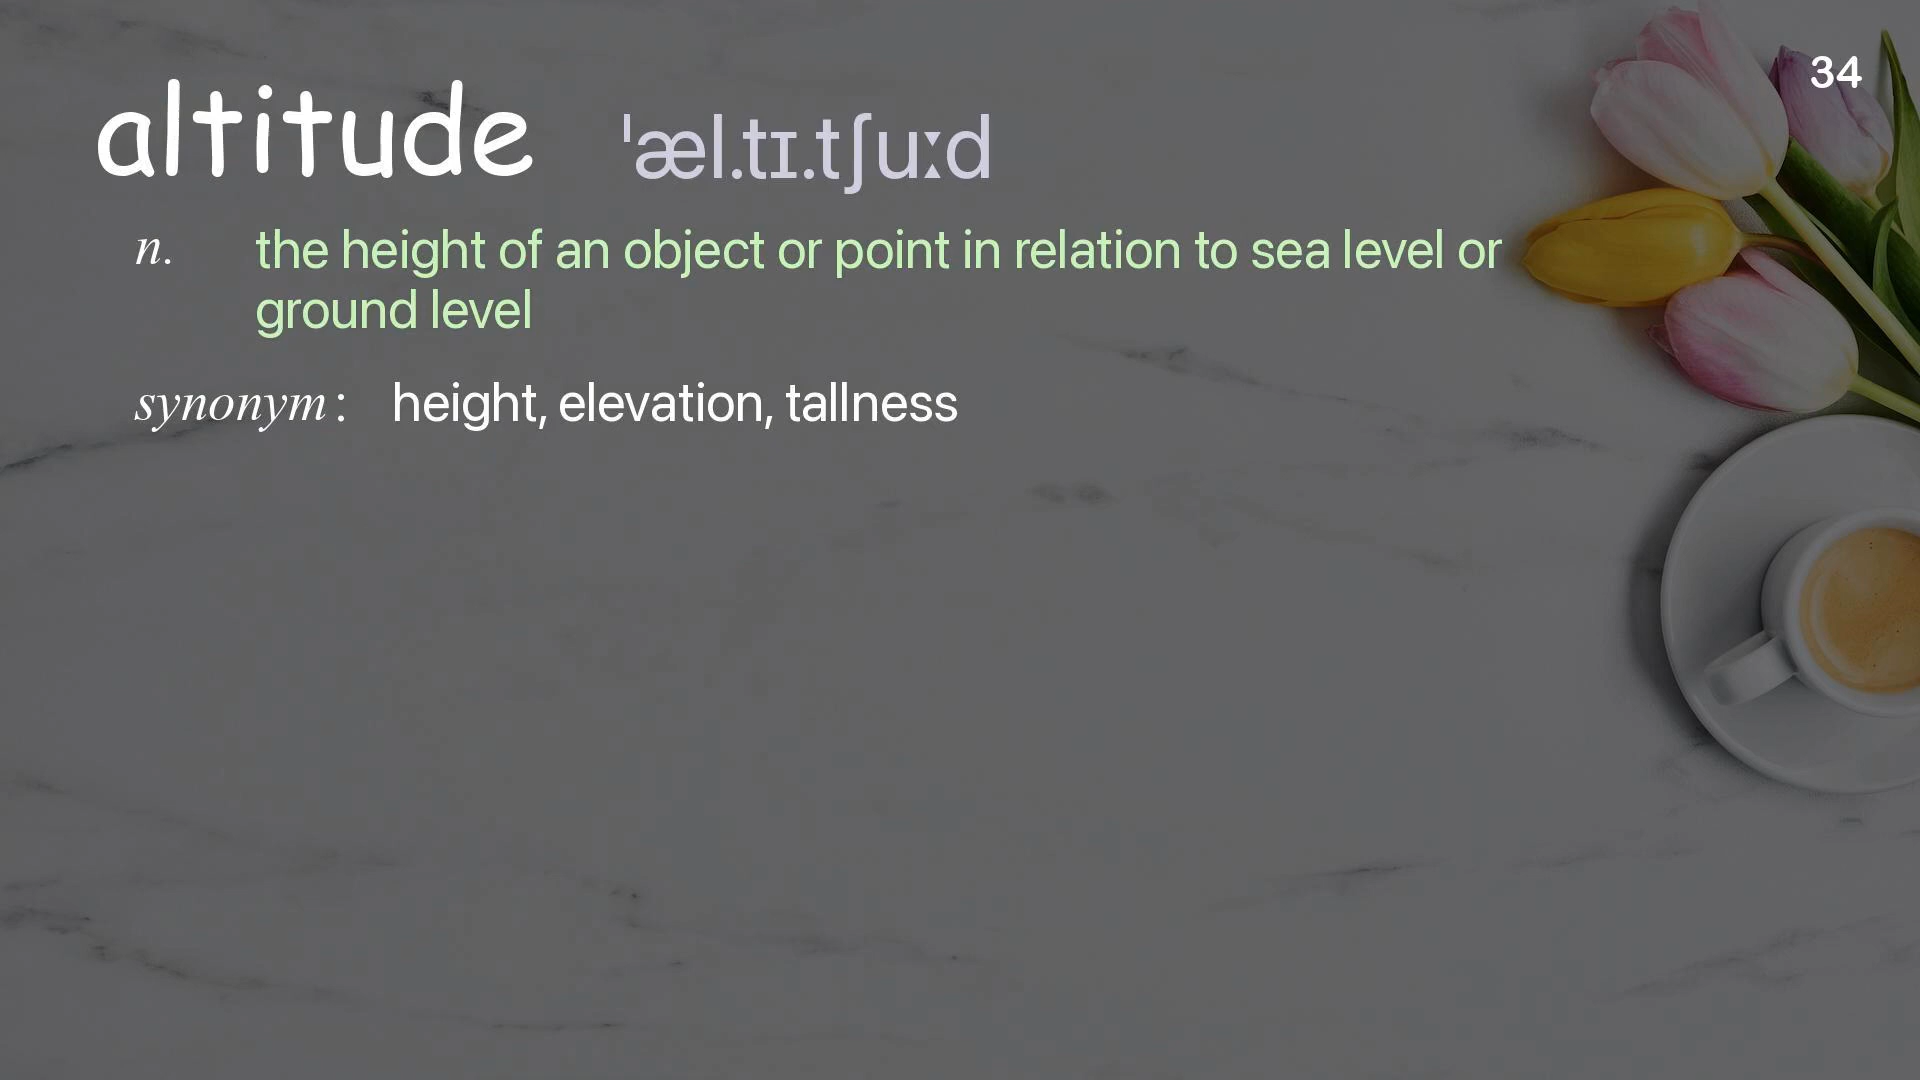 34
altitude ˈæl.tɪ.tʃuːd
n. the height of an object or point in relation to sea level or
ground level
synonym: height, elevation, tallness